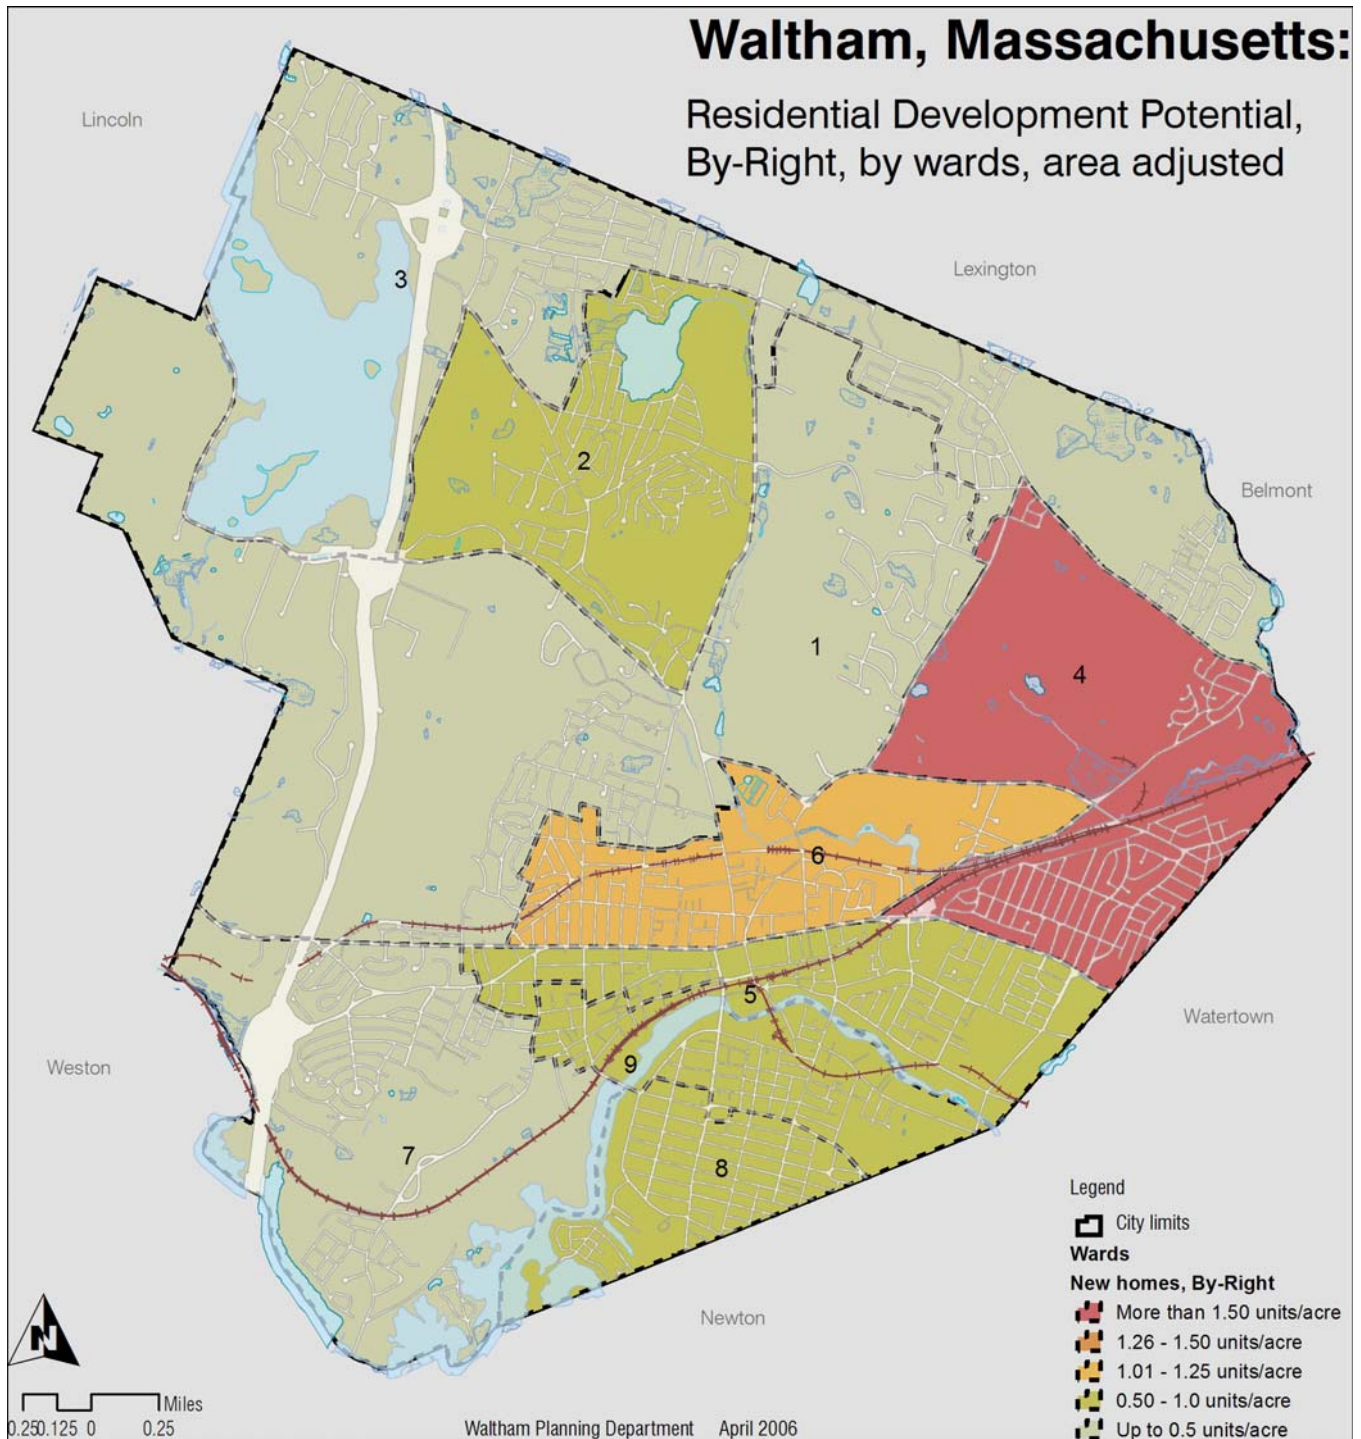 Waltham, Massachusetts:
Residential Development Potential,
By-Right, by wards, area adjusted
Lincoln
Lexington
3
2
Belmont
1
4
6
5
Watertown
Weston
9
7
8
Newton
Legend
City limits
Wards
New homes, By-Right
More than 1.50 units/acre
1.26 - 1.50 units/acre
1.01 - 1.25 units/acre
0.50 - 1.0 units/acre
Up to 0.5 units/acre
N
Miles
0.250.125 0 0.25
Waltham Planning Department April 2006